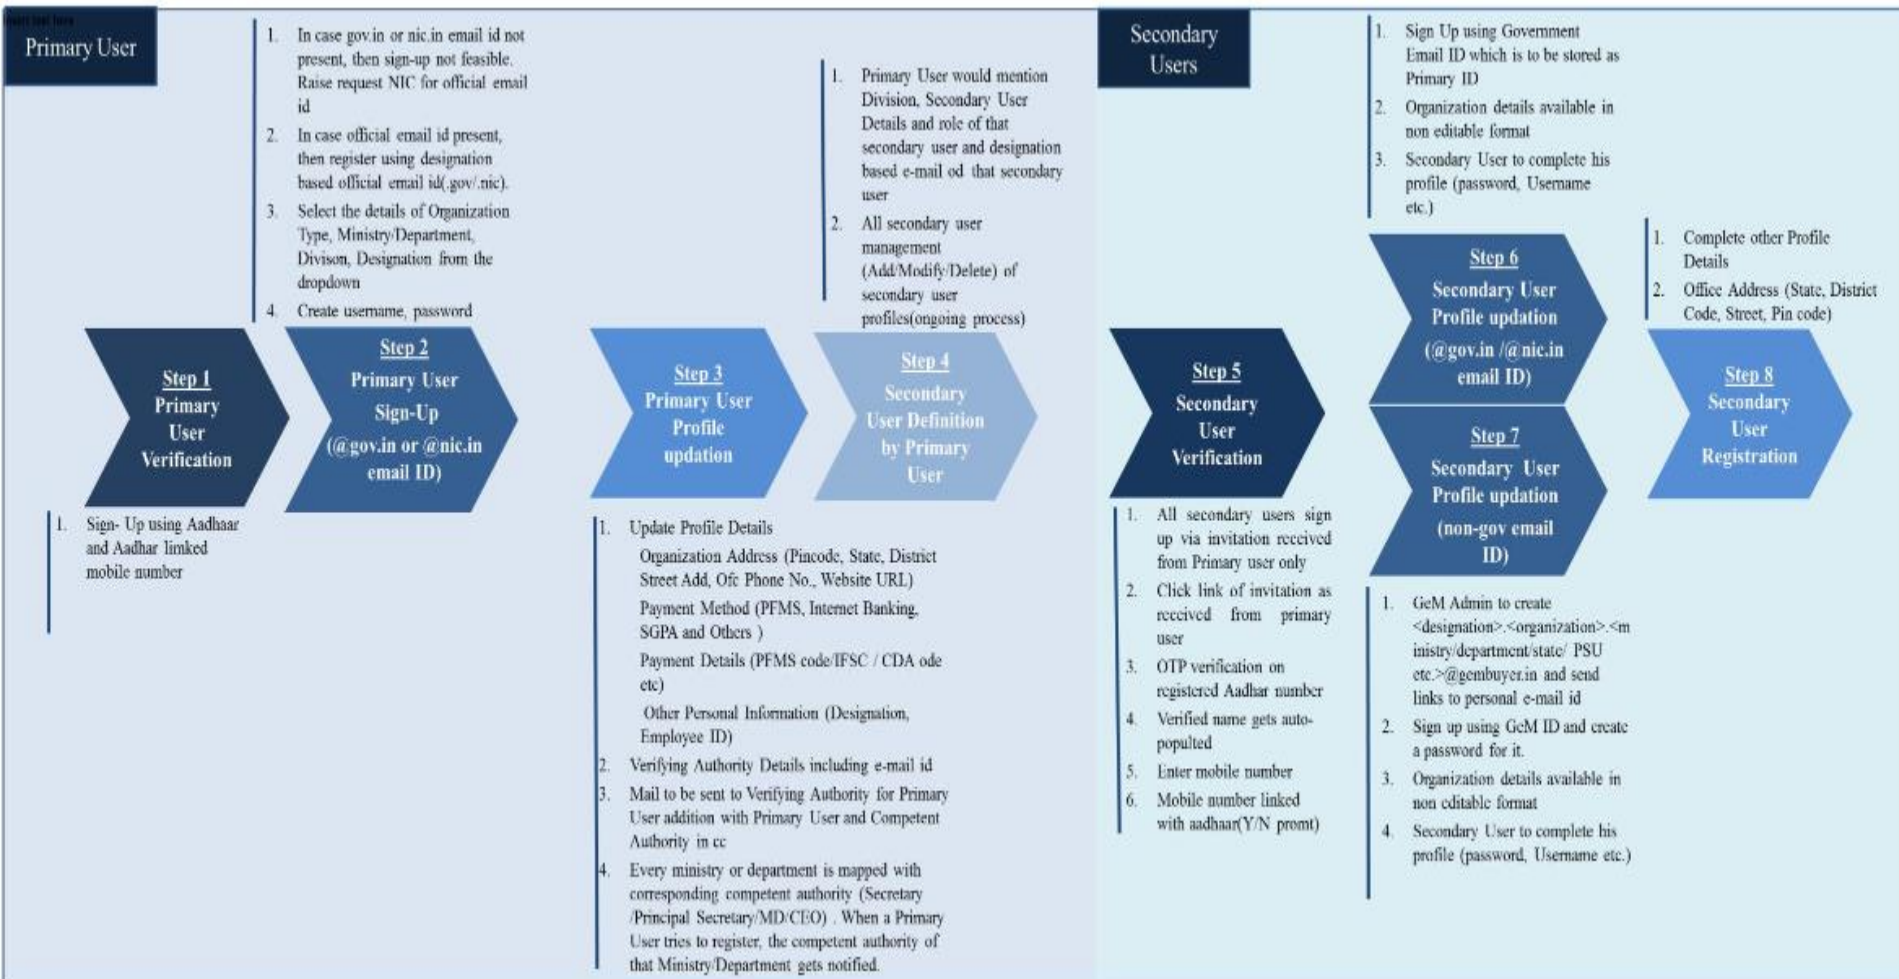 Primary User
1. In case gov.in or nic.in email id not
present, then sign-up not feasible.
Raise request NIC for official email
id
2. In case official email id present,
then register using designation
based official email id(.gov/.nic).
3. Select the details of Organization
Type, Ministry/Department,
Divison, Designation from the
dropdown
4. Create username, password
1. Primary User would mention
Division, Secondary User
Details and role of that
secondary user and designation
based e-mail od that secondary
user
2. All secondary user
management
(Add/Modify/Delete) of
secondary user
profiles(ongoing process)
Step 1
Primary
User
Verification
Step 2
Primary User
Sign-Up
(@gov.in or @nic.in
email ID)
Step 3
Primary User
Profile
updation
Step 4
Secondary
User Definition
by Primary
User
1. Sign- Up using Aadhaar
and Aadhar limked
mobile number
1. Update Profile Details
Organization Address (Pincode, State, District
Street Add, Ofc Phone No., Website URL)
Payment Method (PFMS, Internet Banking,
SGPA and Others )
Payment Details (PFMS code/IFSC / CDA ode
etc)
Other Personal Information (Designation,
Employee ID)
2. Verifying Authority Details including e-mail id
3. Mail to be sent to Verifying Authority for Primary
User addition with Primary User and Competent
Authority in cc
4. Every ministry or department is mapped with
corresponding competent authority (Secretary
/Principal Secretary/MD/CEO) . When a Primary
User tries to register, the competent authority of
that Ministry/Department gets notified.
Secondary
Users
1. Sign Up using Government
Email ID which is to be stored as
Primary ID
2. Organization details available in
non editable format
3. Secondary User to complete his
profile (password, Username
etc.)
1. Complete other Profile
Details
2. Office Address (State, District
Code, Street, Pin code)
Step 5
Secondary
User
Verification
Step 6
Secondary User
Profile updation
(@gov.in /@nic.in
email ID)
Step 7
Secondary User
Profile updation
(non-gov email
ID)
Step 8
Secondary
User
Registration
1. All secondary users sign
up via invitation received
from Primary user only
2. Click link of invitation as
received from primary
user
3. OTP verification on
registered Aadhar number
4. Verified name gets auto-
populted
5. Enter mobile number
6. Mobile number linked
with aadhaar(Y/N promt)
1. GeM Admin to create
<designation>.<organization>.<m
inistry/department/state/ PSU
etc.>@gembuyer.in and send
links to personal e-mail id
2. Sign up using GeM ID and create
a password for it.
3. Organization details available in
non editable format
4. Secondary User to complete his
profile (password, Username etc.)